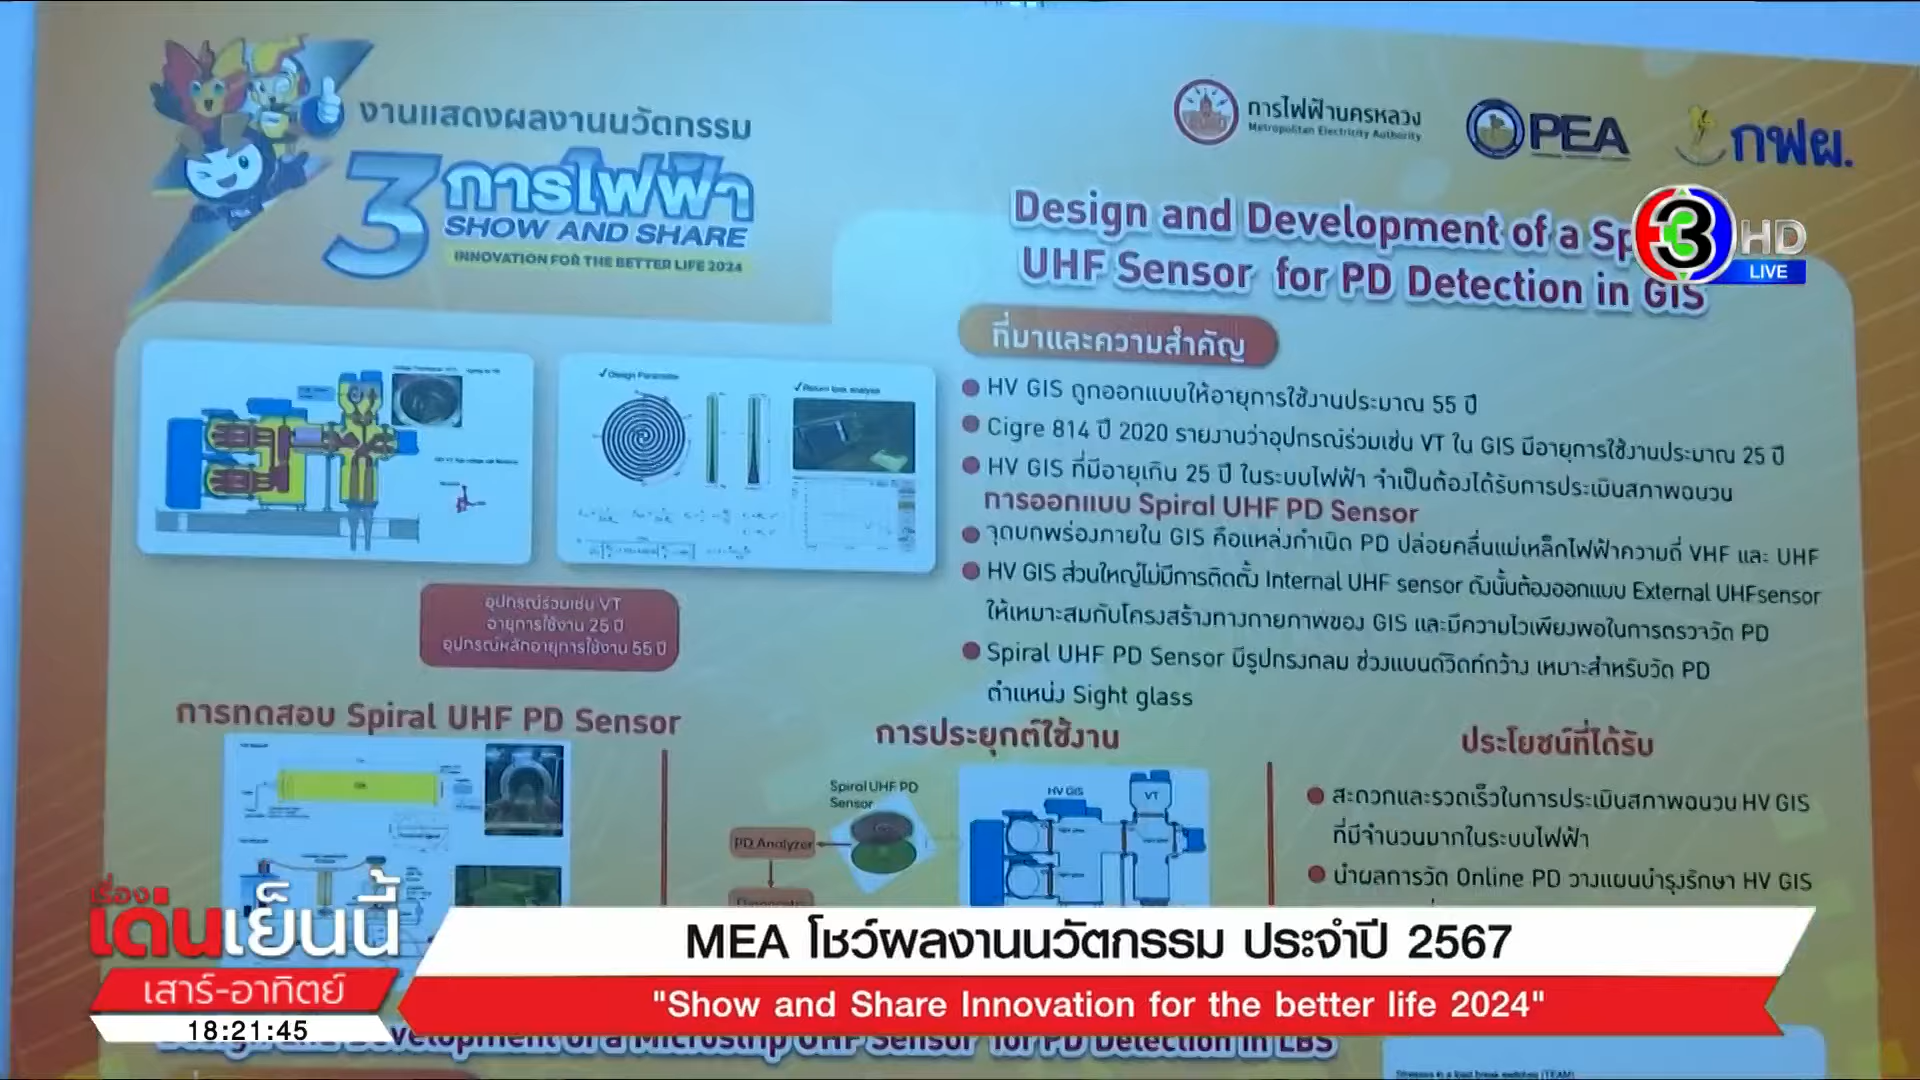 งานแสดงผลงานนวัตกรรม
3 การไฟฟ้า
SHOW AND SHARE
INNOVATION FOR THE BETTER LIFE 2024
การไฟฟ้านครหลวง
Metropolitan Electricity Authority
PEA
กฟผ.
Design and Development of a Sp
UHF Sensor for PD Detection in GIS
3 HD
LIVE
ที่มาและความสำคัญ
HV GIS ถูกออกแบบให้อายุการใช้งานประมาณ 55 ปี
Cigre 814 ปี 2020 รายงานว่าอุปกรณ์ร่วมเช่น VT ใน GIS มีอายุการใช้งานประมาณ 25 ปี
HV GIS ที่มีอายุเกิน 25 ปี ในระบบไฟฟ้า จำเป็นต้องได้รับการประเมินสภาพฉนวน
การออกแบบ Spiral UHF PD Sensor
จุดบกพร่องภายใน GIS คือแหล่งกำเนิด PD ปล่อยคลื่นแม่เหล็กไฟฟ้าความถี่ VHF และ UHF
HV GIS ส่วนใหญ่ไม่มีการติดตั้ง Internal UHF sensor ดังนั้นต้องออกแบบ External UHFsensor
ให้เหมาะสมกับโครงสร้างทางกายภาพของ GIS และมีความไวเพียงพอในการตรวจวัด PD
Spiral UHF PD Sensor มีรูปทรงกลม ช่วงแบนด์วิดท์กว้าง เหมาะสำหรับวัด PD
ตำแหน่ง Sight glass
✓Design Parameter
✓Return loss analysis
อุปกรณ์ร่วมเช่น VT
อายุการใช้งาน 25 ปี
อุปกรณ์หลักอายุการใช้งาน 55 ปี
การทดสอบ Spiral UHF PD Sensor
การประยุกต์ใช้งาน
Spiral UHF PD
Sensor
PD Analyzer
HV GIS
VT
ประโยชน์ที่ได้รับ
สะดวกและรวดเร็วในการประเมินสภาพฉนวน HV GIS
ที่มีจำนวนมากในระบบไฟฟ้า
นำผลการวัด Online PD วางแผนบำรุงรักษา HV GIS
เรื่อง
เด่นเย็นนี้
เสาร์-อาทิตย์
18:21:45
MEA โชว์ผลงานนวัตกรรม ประจำปี 2567
"Show and Share Innovation for the better life 2024"
Design and Development of a Microstrip UHF Sensor for PD Detection in LBS